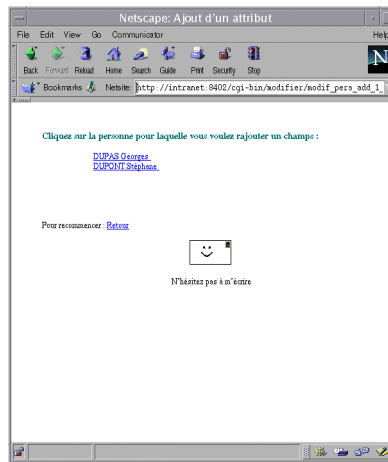 Netscape: Ajout d'un attribut
File Edit View Go Communicator Help
Back Forward Reload Home Search Guide Print Security Stop
N
Bookmarks Netsite: http://intranet:8402/cgi-bin/modifier/modif_pers_add_1_
Cliquez sur la personne pour laquelle vous voulez rajouter un champs :
DUPAS Georges
DUPONT Stéphane
Pour recommencer : Retour
N'hésitez pas à m'écrire